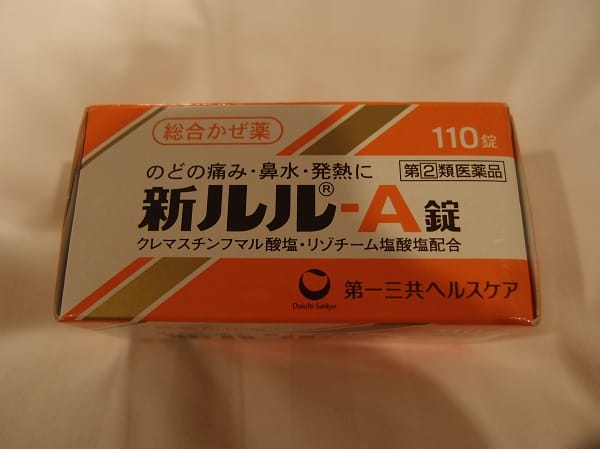 総合かぜ薬
110錠
のどの痛み・鼻水・発熱に
指②類医薬品
新ルル®-A錠
クレマスチンフマル酸塩・リゾチーム塩酸塩配合
Daiichi-Sankyo
第一三共ヘルスケア